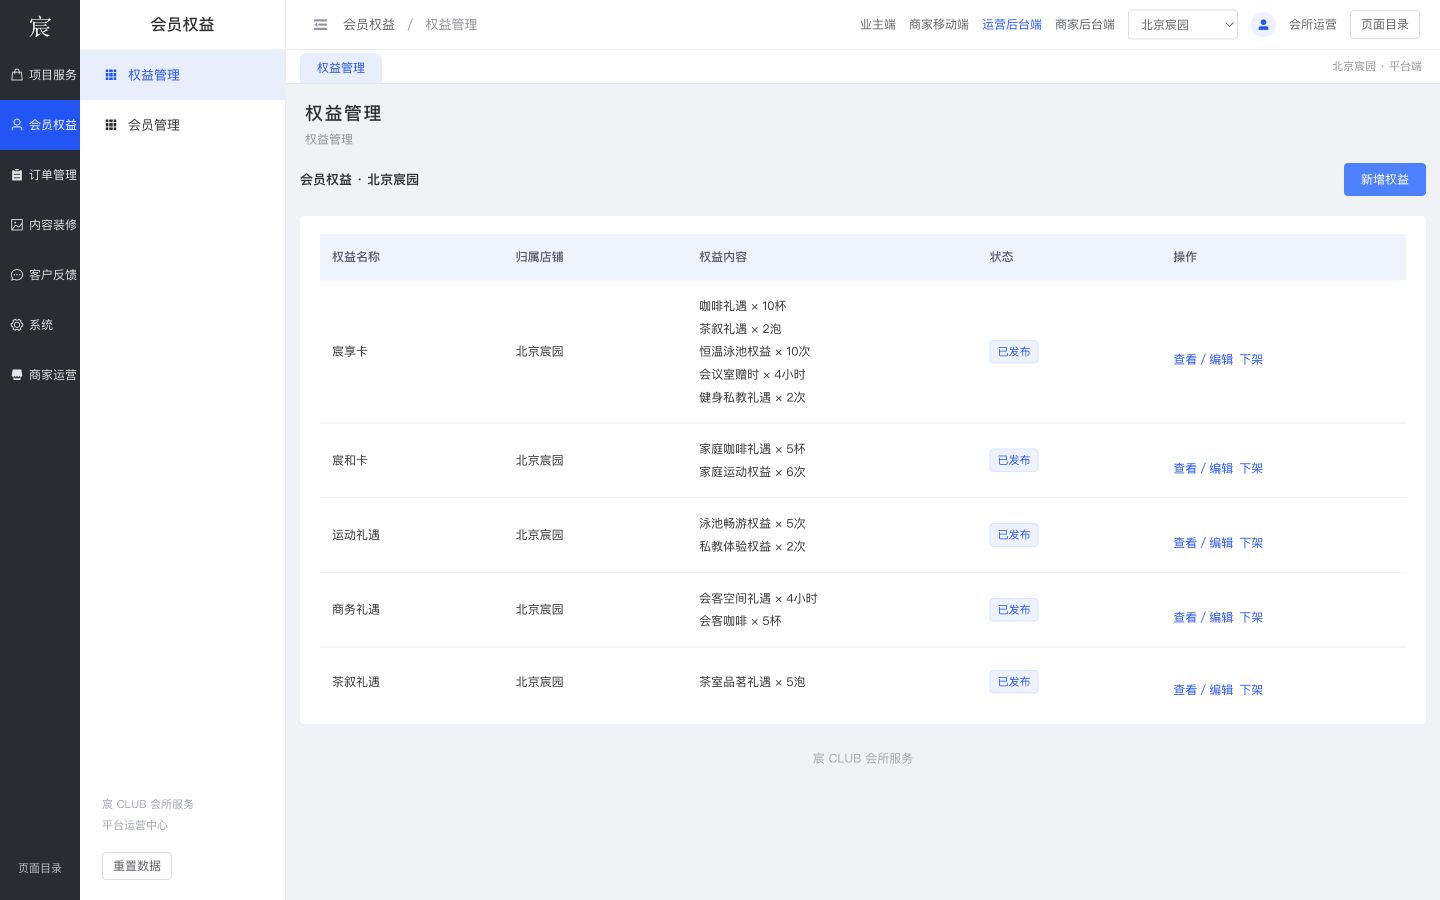 宸
项目服务
会员权益
订单管理
内容装修
客户反馈
系统
商家运营
页面目录
会员权益
权益管理
会员管理
宸 CLUB 会所服务
平台运营中心
重置数据
会员权益 / 权益管理
业主端 商家移动端 运营后台端 商家后台端 北京宸园 会所运营 页面目录
权益管理
北京宸园 · 平台端
权益管理
权益管理
会员权益 · 北京宸园
新增权益
权益名称 归属店铺 权益内容 状态 操作
宸享卡 北京宸园
咖啡礼遇 × 10杯
茶叙礼遇 × 2泡
恒温泳池权益 × 10次
会议室赠时 × 4小时
健身私教礼遇 × 2次
已发布 查看 / 编辑 下架
宸和卡 北京宸园
家庭咖啡礼遇 × 5杯
家庭运动权益 × 6次
已发布 查看 / 编辑 下架
运动礼遇 北京宸园
泳池畅游权益 × 5次
私教体验权益 × 2次
已发布 查看 / 编辑 下架
商务礼遇 北京宸园
会客空间礼遇 × 4小时
会客咖啡 × 5杯
已发布 查看 / 编辑 下架
茶叙礼遇 北京宸园
茶室品茗礼遇 × 5泡
已发布 查看 / 编辑 下架
宸 CLUB 会所服务